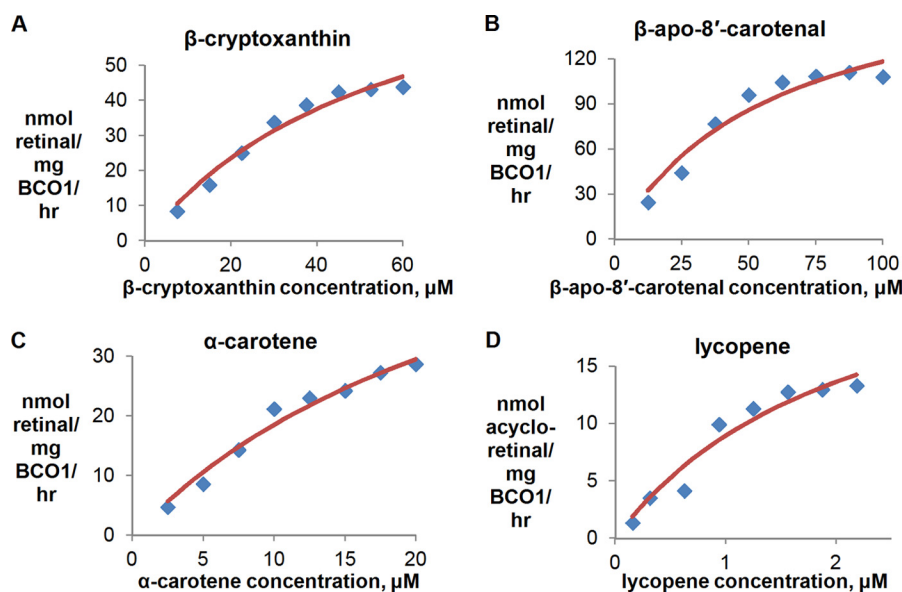 A
β-cryptoxanthin
nmol
retinal/
mg
BCO1/
hr
50
40
30
20
10
0
0 20 40 60
β-cryptoxanthin concentration, μM
B
β-apo-8′-carotenal
nmol
retinal/
mg
BCO1/
hr
120
90
60
30
0
0 25 50 75 100
β-apo-8′-carotenal concentration, μM
C
α-carotene
nmol
retinal/
mg
BCO1/
hr
30
20
10
0
0 5 10 15 20
α-carotene concentration, μM
D
lycopene
nmol
acyclo-
retinal/
mg
BCO1/
hr
15
10
5
0
0 1 2
lycopene concentration, μM